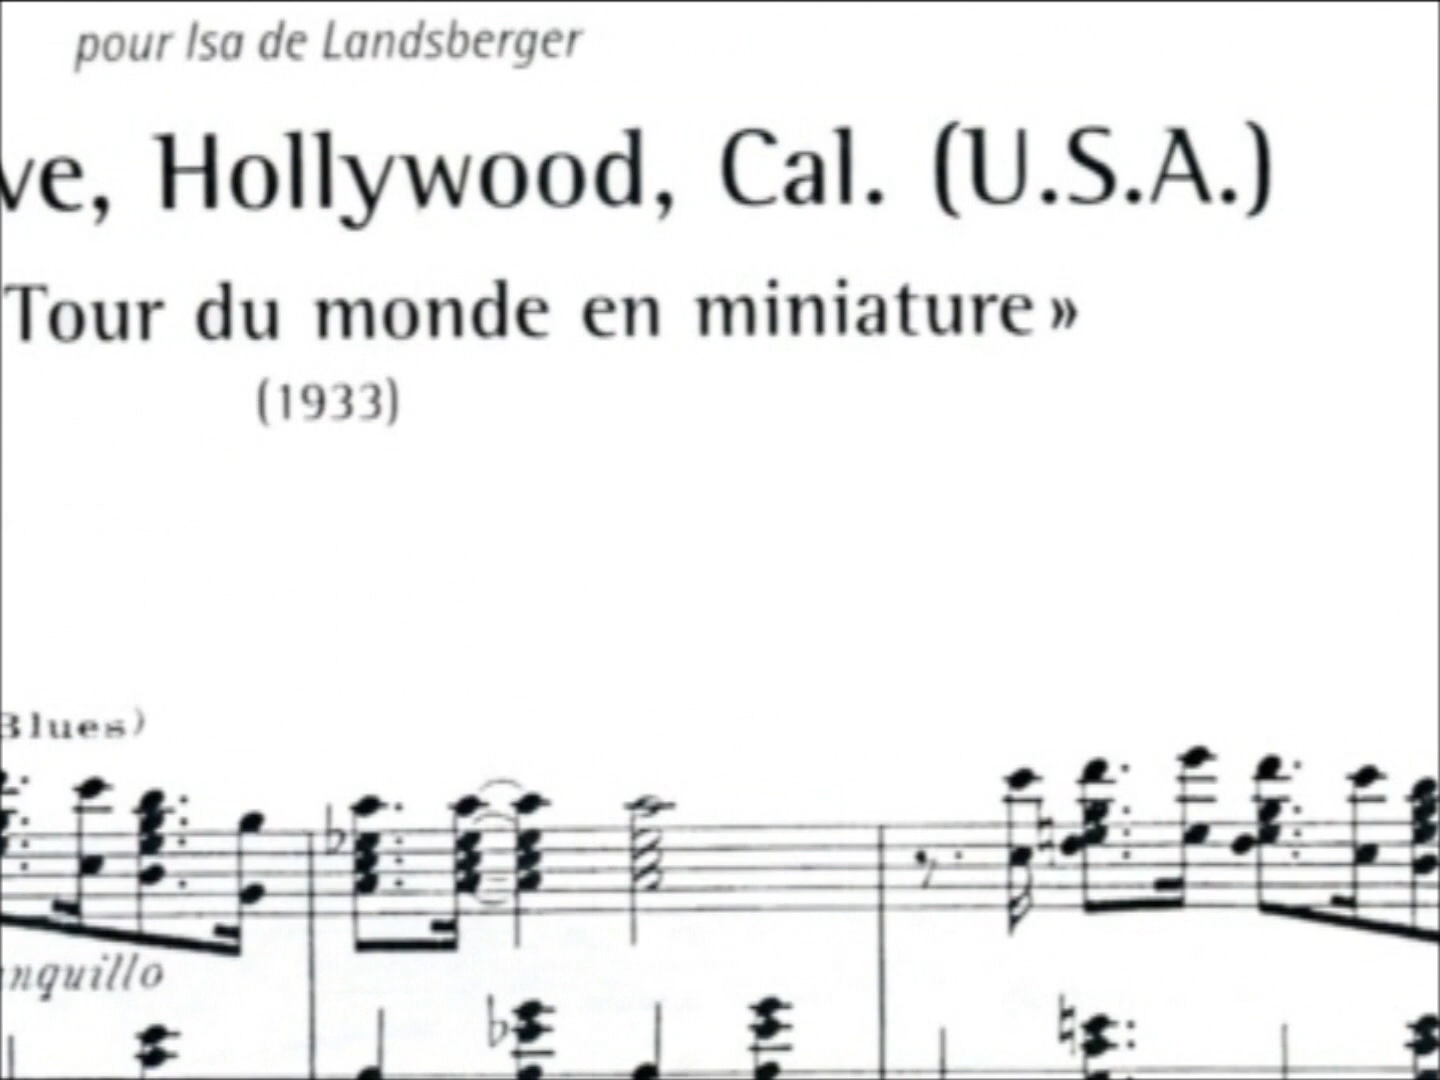 pour Isa de Landsberger
ve, Hollywood, Cal. (U.S.A.)
Tour du monde en miniature»
(1933)
Blues)
nquillo